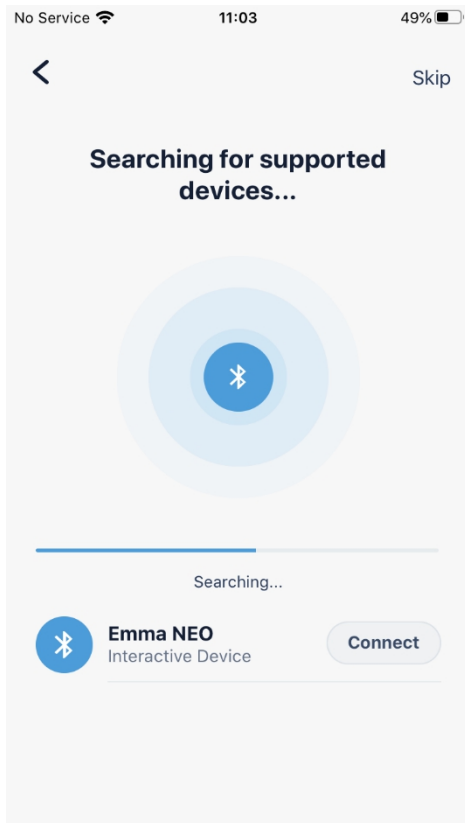 No Service 11:03 49%
Skip
Searching for supported
devices...
Searching...
Emma NEO
Interactive Device
Connect